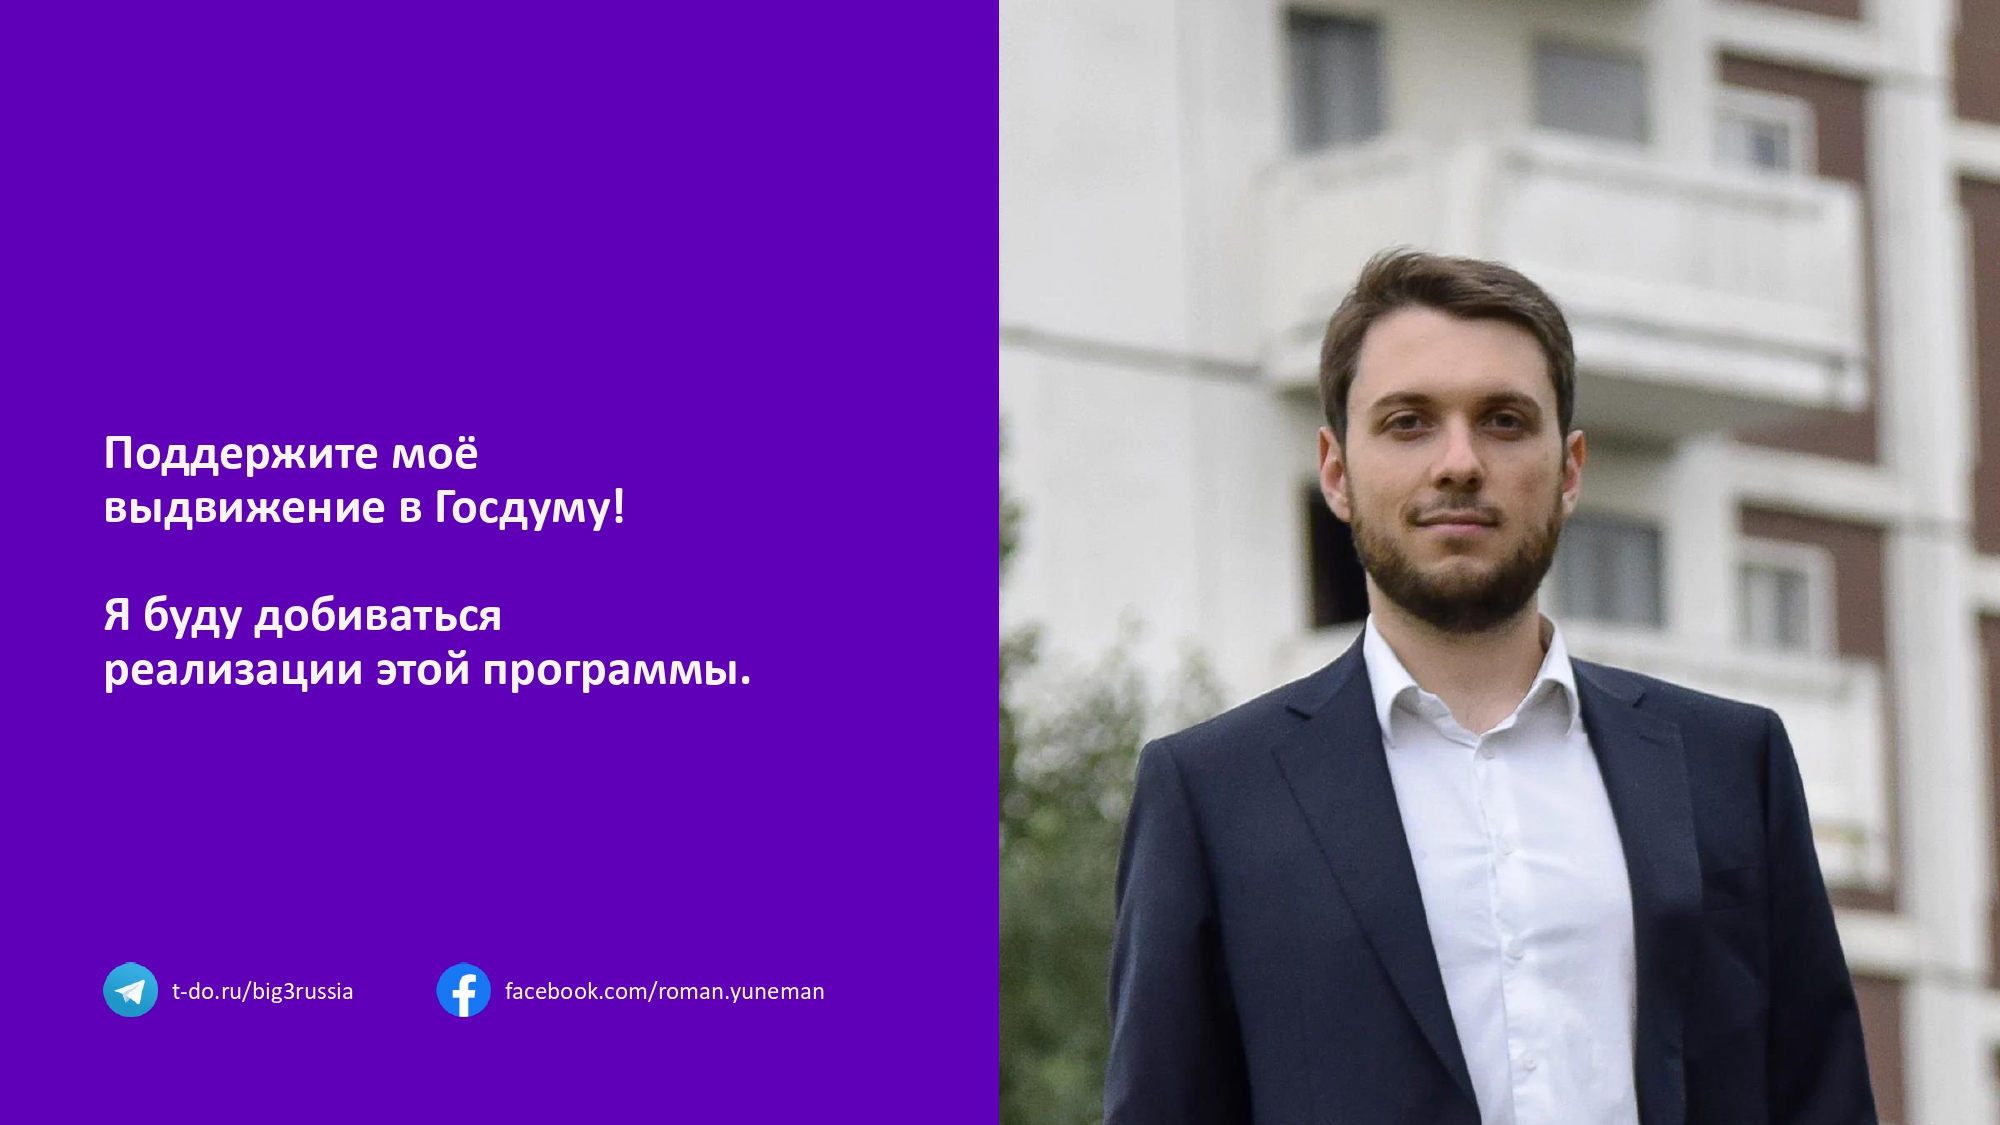 Поддержите моё
выдвижение в Госдуму!
Я буду добиваться
реализации этой программы.
t-do.ru/big3russia
facebook.com/roman.yuneman